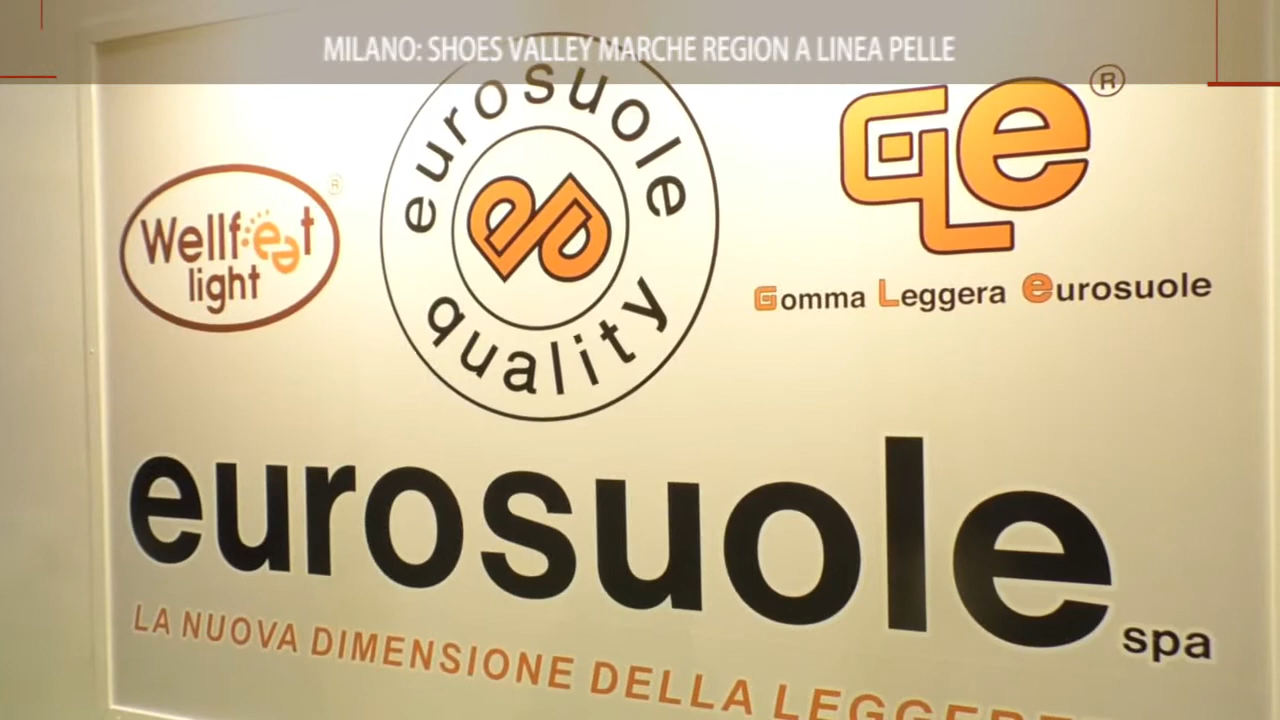 MILANO: SHOES VALLEY MARCHE REGION A LINEA PELLE
eurosuole
quality
Wellfeet
light
GLe ®
Gomma Leggera eurosuole
eurosuole spa
LA NUOVA DIMENSIONE DELLA